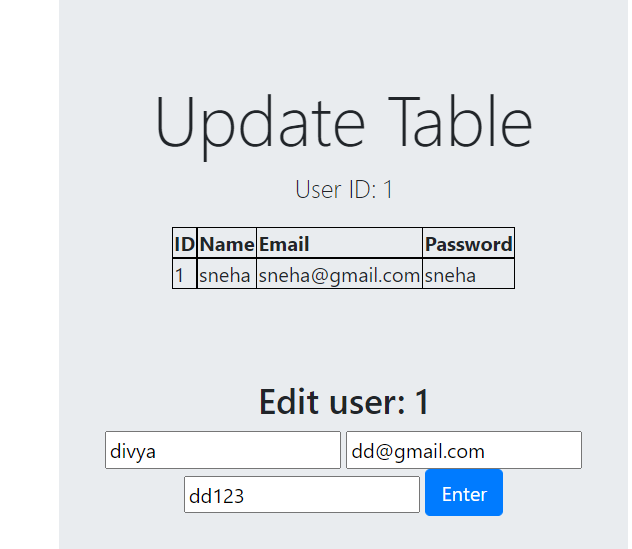 Update Table
User ID: 1
ID Name Email Password
1 sneha sneha@gmail.com sneha
Edit user: 1
divya dd@gmail.com
dd123 Enter